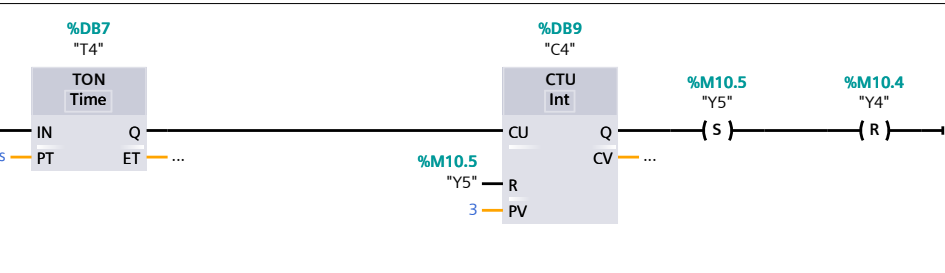 %DB7
"T4"
TON
Time
IN
Q
s
PT
ET
...
%DB9
"C4"
CTU
Int
CU
Q
CV
...
%M10.5
"Y5"
R
3
PV
%M10.5
"Y5"
S
%M10.4
"Y4"
R